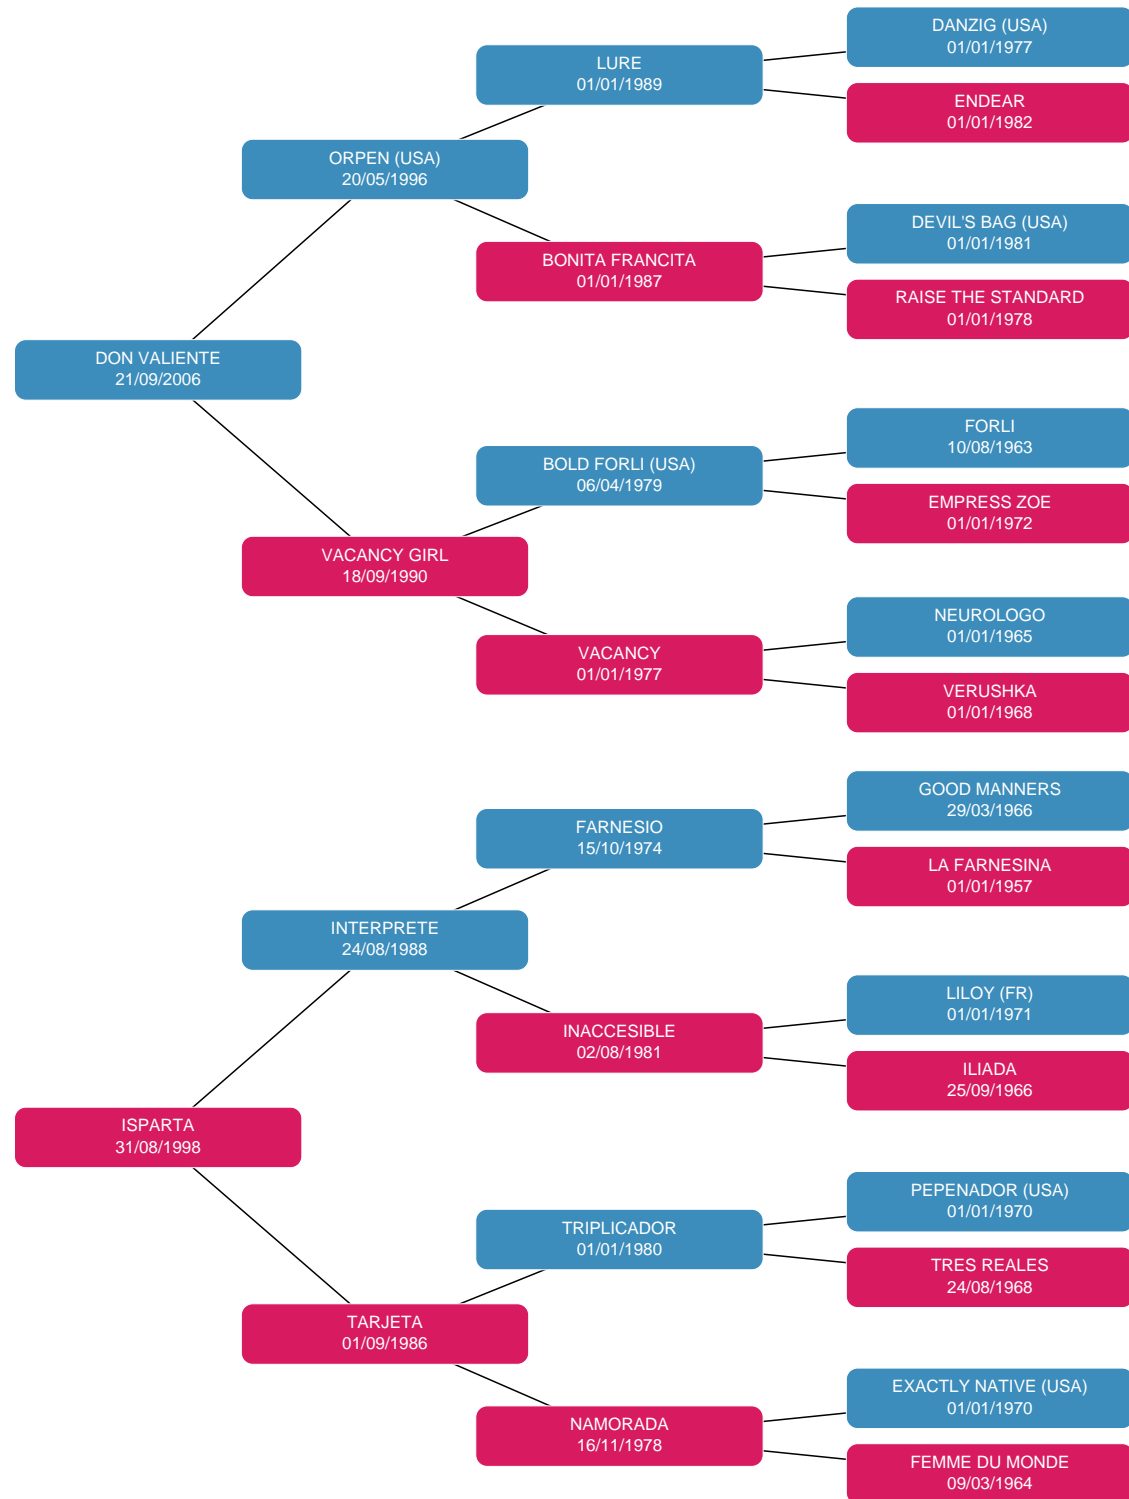 DANZIG (USA)
01/01/1977
LURE
01/01/1989
ENDEAR
01/01/1982
ORPEN (USA)
20/05/1996
DEVIL'S BAG (USA)
01/01/1981
BONITA FRANCITA
01/01/1987
RAISE THE STANDARD
01/01/1978
DON VALIENTE
21/09/2006
FORLI
10/08/1963
BOLD FORLI (USA)
06/04/1979
EMPRESS ZOE
01/01/1972
VACANCY GIRL
18/09/1990
NEUROLOGO
01/01/1965
VACANCY
01/01/1977
VERUSHKA
01/01/1968
GOOD MANNERS
29/03/1966
FARNESIO
15/10/1974
LA FARNESINA
01/01/1957
INTERPRETE
24/08/1988
LILOY (FR)
01/01/1971
INACCESIBLE
02/08/1981
ILIADA
25/09/1966
ISPARTA
31/08/1998
PEPENADOR (USA)
01/01/1970
TRIPLICADOR
01/01/1980
TRES REALES
24/08/1968
TARJETA
01/09/1986
EXACTLY NATIVE (USA)
01/01/1970
NAMORADA
16/11/1978
FEMME DU MONDE
09/03/1964